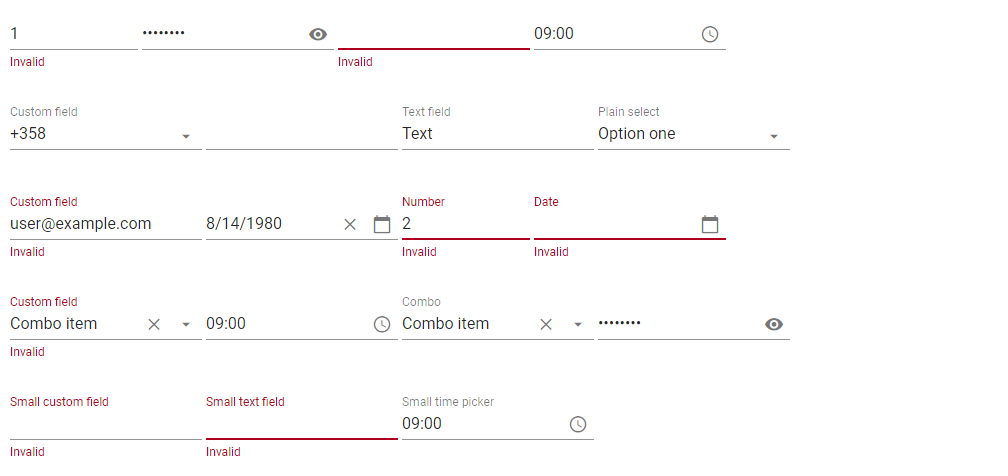 1 •••••••• 09:00
Invalid Invalid
Custom field Text field Plain select
+358 Text Option one
Custom field Number Date
user@example.com 8/14/1980 2
Invalid Invalid Invalid
Custom field Combo
Combo item 09:00 Combo item ••••••••
Invalid
Small custom field Small text field Small time picker
09:00
Invalid Invalid